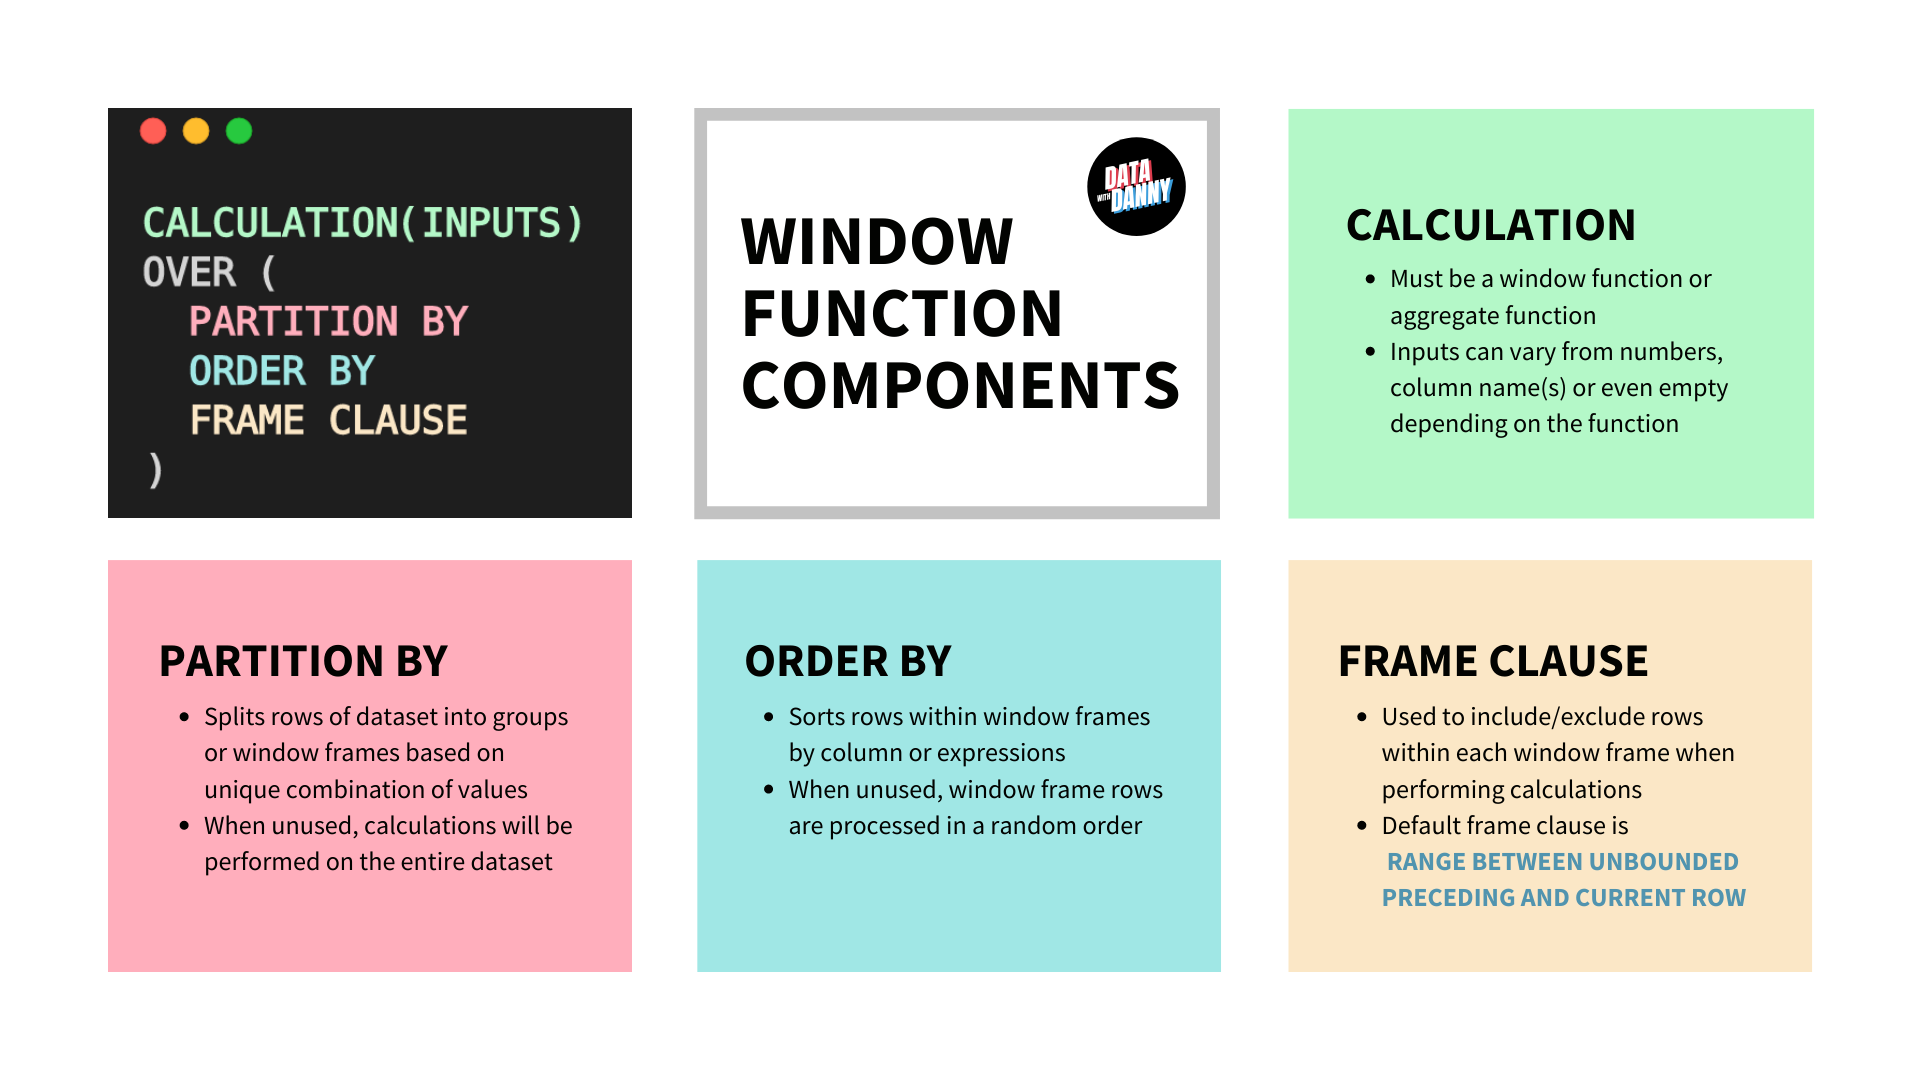 CALCULATION(INPUTS)
OVER (
PARTITION BY
ORDER BY
FRAME CLAUSE
)
WINDOW
FUNCTION
COMPONENTS
DATA
WITH DANNY
CALCULATION
• Must be a window function or
aggregate function
• Inputs can vary from numbers,
column name(s) or even empty
depending on the function
PARTITION BY
• Splits rows of dataset into groups
or window frames based on
unique combination of values
• When unused, calculations will be
performed on the entire dataset
ORDER BY
• Sorts rows within window frames
by column or expressions
• When unused, window frame rows
are processed in a random order
FRAME CLAUSE
• Used to include/exclude rows
within each window frame when
performing calculations
• Default frame clause is
RANGE BETWEEN UNBOUNDED
PRECEDING AND CURRENT ROW